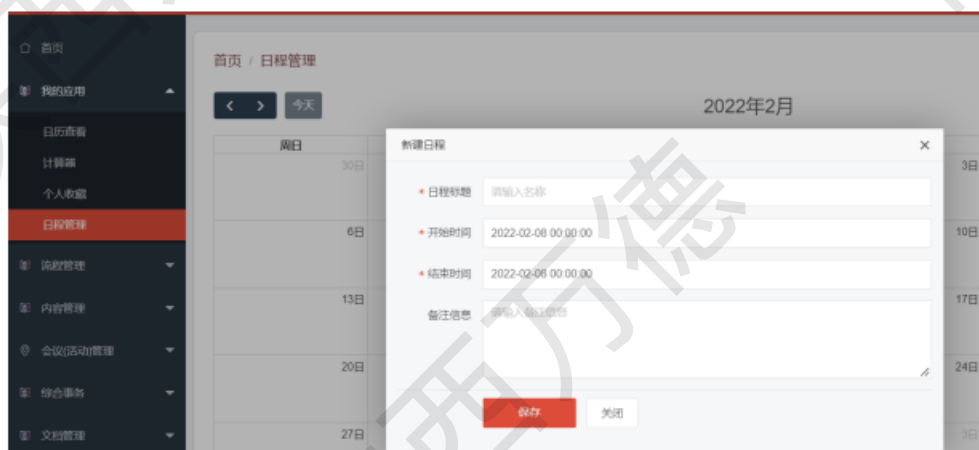 首页
我的应用
日历查看
计算器
个人收藏
日程管理
流程管理
内容管理
会议(活动)管理
综合事务
文档管理
首页 / 日程管理
今天
2022年2月
周日
30日
3日
6日
10日
13日
17日
20日
24日
27日
3日
新建日程
* 日程标题 请输入名称
* 开始时间 2022-02-08 00:00:00
* 结束时间 2022-02-08 00:00:00
备注信息 请输入备注信息
保存 关闭
西万德